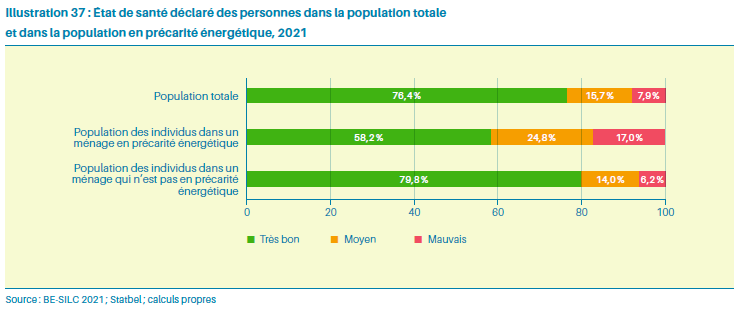 Illustration 37 : État de santé déclaré des personnes dans la population totale
et dans la population en précarité énergétique, 2021
Population totale
76,4%
15,7%
7,9%
Population des individus dans un
ménage en précarité énergétique
58,2%
24,8%
17,0%
Population des individus dans un
ménage qui n'est pas en précarité
énergétique
79,8%
14,0%
6,2%
0 20 40 60 80 100
Très bon Moyen Mauvais
Source : BE-SILC 2021 ; Statbel ; calculs propres